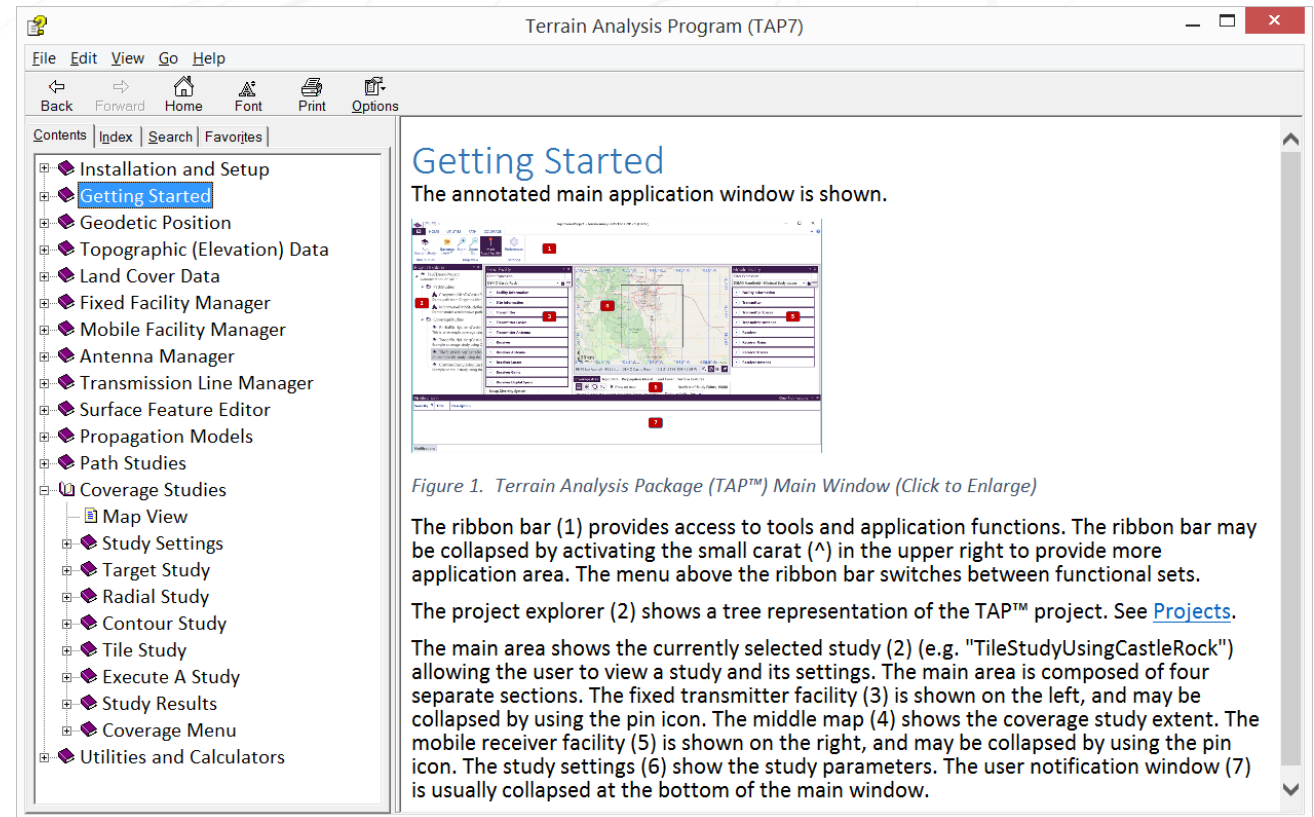 Terrain Analysis Program (TAP7)
File Edit View Go Help
Back Forward Home Font Print Options
Contents Index Search Favorites
Installation and Setup
Getting Started
Geodetic Position
Topographic (Elevation) Data
Land Cover Data
Fixed Facility Manager
Mobile Facility Manager
Antenna Manager
Transmission Line Manager
Surface Feature Editor
Propagation Models
Path Studies
Coverage Studies
Map View
Study Settings
Target Study
Radial Study
Contour Study
Tile Study
Execute A Study
Study Results
Coverage Menu
Utilities and Calculators
Getting Started
The annotated main application window is shown.
1
2
3
4
5
7
Figure 1. Terrain Analysis Package (TAP™) Main Window (Click to Enlarge)
The ribbon bar (1) provides access to tools and application functions. The ribbon bar may
be collapsed by activating the small carat (^) in the upper right to provide more
application area. The menu above the ribbon bar switches between functional sets.
The project explorer (2) shows a tree representation of the TAP™ project. See Projects.
The main area shows the currently selected study (2) (e.g. "TileStudyUsingCastleRock")
allowing the user to view a study and its settings. The main area is composed of four
separate sections. The fixed transmitter facility (3) is shown on the left, and may be
collapsed by using the pin icon. The middle map (4) shows the coverage study extent. The
mobile receiver facility (5) is shown on the right, and may be collapsed by using the pin
icon. The study settings (6) show the study parameters. The user notification window (7)
is usually collapsed at the bottom of the main window.